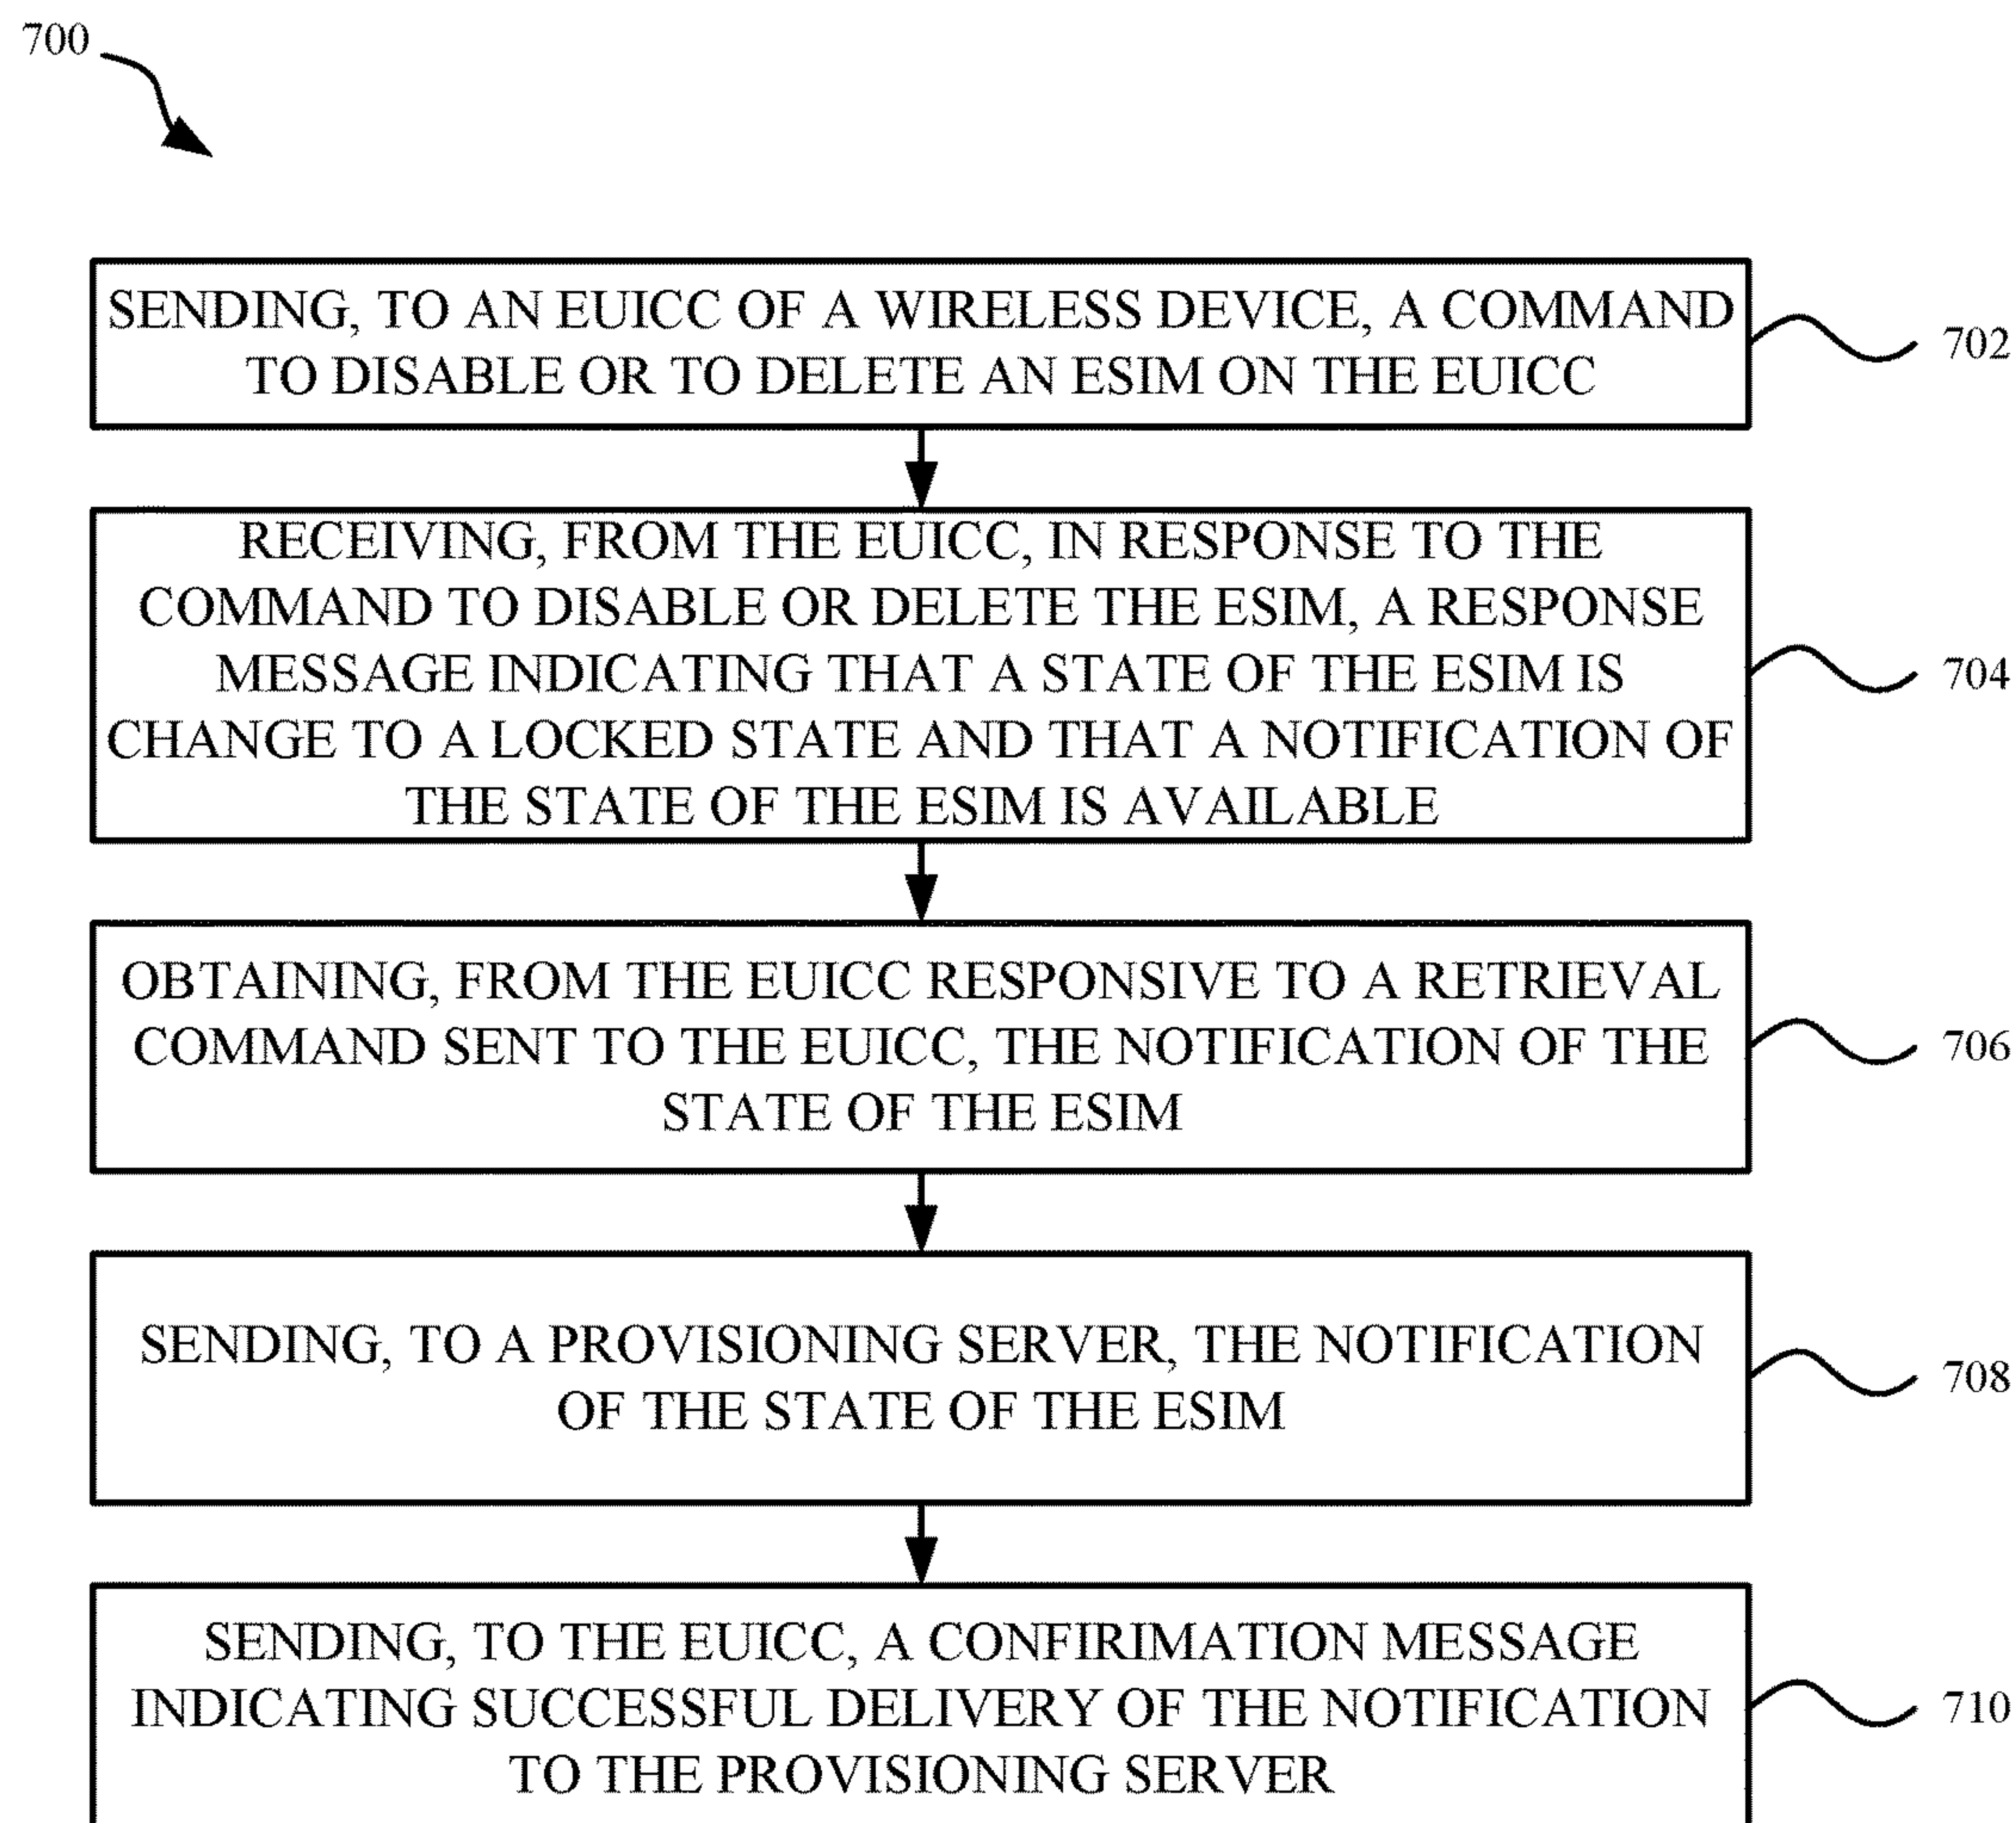 700
SENDING, TO AN EUICC OF A WIRELESS DEVICE, A COMMAND
TO DISABLE OR TO DELETE AN ESIM ON THE EUICC
702
RECEIVING, FROM THE EUICC, IN RESPONSE TO THE
COMMAND TO DISABLE OR DELETE THE ESIM, A RESPONSE
MESSAGE INDICATING THAT A STATE OF THE ESIM IS
CHANGE TO A LOCKED STATE AND THAT A NOTIFICATION OF
THE STATE OF THE ESIM IS AVAILABLE
704
OBTAINING, FROM THE EUICC RESPONSIVE TO A RETRIEVAL
COMMAND SENT TO THE EUICC, THE NOTIFICATION OF THE
STATE OF THE ESIM
706
SENDING, TO A PROVISIONING SERVER, THE NOTIFICATION
OF THE STATE OF THE ESIM
708
SENDING, TO THE EUICC, A CONFIRIMATION MESSAGE
INDICATING SUCCESSFUL DELIVERY OF THE NOTIFICATION
TO THE PROVISIONING SERVER
710